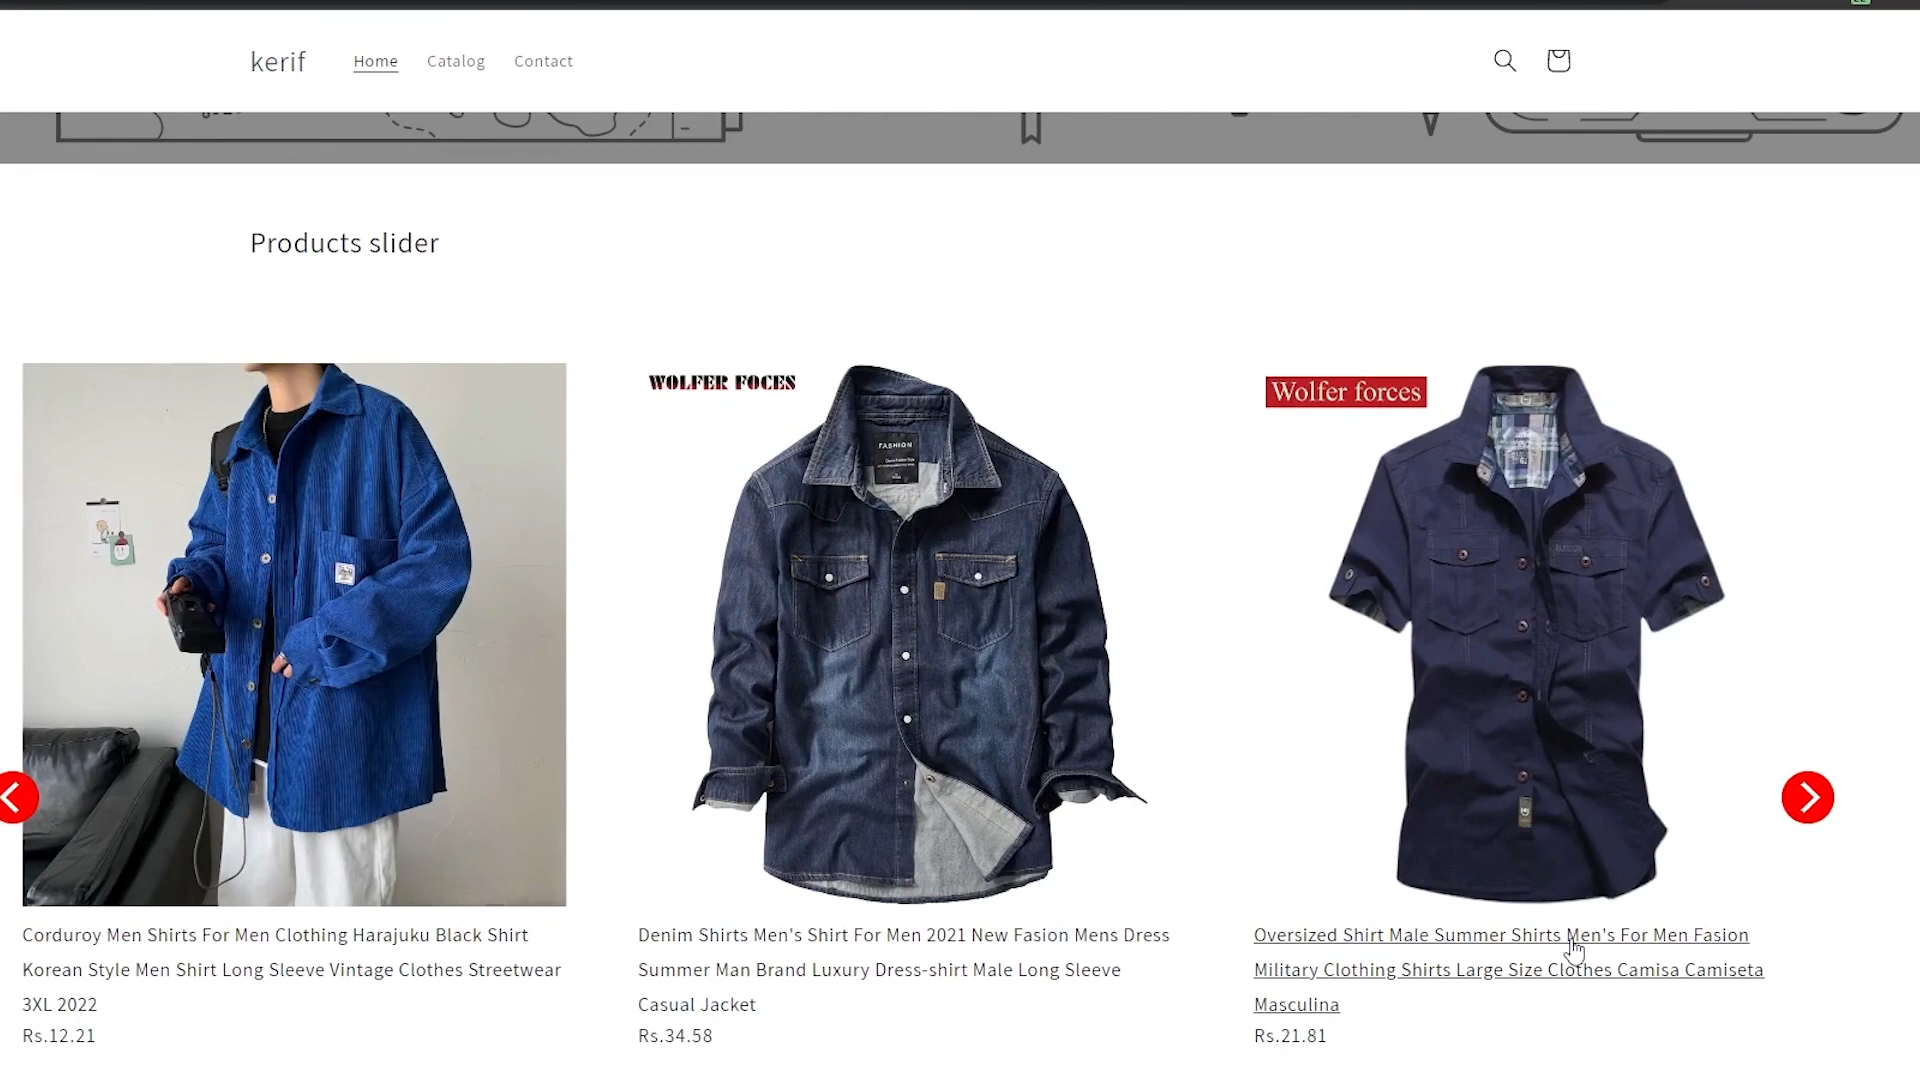 kerif
Home
Catalog
Contact
Products slider
WOLFER FOCES
FASHION
Wolfer forces
Corduroy Men Shirts For Men Clothing Harajuku Black Shirt
Korean Style Men Shirt Long Sleeve Vintage Clothes Streetwear
3XL 2022
Rs.12.21
Denim Shirts Men's Shirt For Men 2021 New Fasion Mens Dress
Summer Man Brand Luxury Dress-shirt Male Long Sleeve
Casual Jacket
Rs.34.58
Oversized Shirt Male Summer Shirts Men's For Men Fasion
Military Clothing Shirts Large Size Clothes Camisa Camiseta
Masculina
Rs.21.81